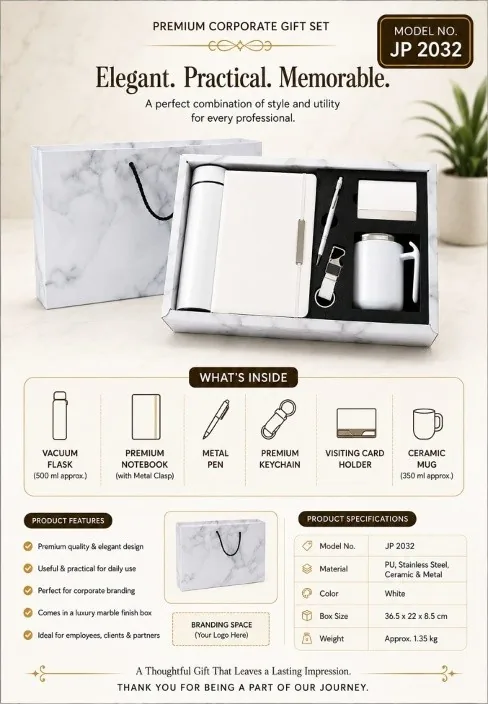 PREMIUM CORPORATE GIFT SET
MODEL NO.
JP 2032
Elegant. Practical. Memorable.
A perfect combination of style and utility
for every professional.
WHAT'S INSIDE
VACUUM
FLASK
(500 ml approx.)
PREMIUM
NOTEBOOK
(with Metal Clasp)
METAL
PEN
PREMIUM
KEYCHAIN
VISITING CARD
HOLDER
CERAMIC
MUG
(350 ml approx.)
PRODUCT FEATURES
Premium quality & elegant design
Useful & practical for daily use
Perfect for corporate branding
Comes in a luxury marble finish box
Ideal for employees, clients & partners
BRANDING SPACE
(Your Logo Here)
PRODUCT SPECIFICATIONS
Model No. JP 2032
Material PU, Stainless Steel,
Ceramic & Metal
Color White
Box Size 36.5 x 22 x 8.5 cm
Weight Approx. 1.35 kg
A Thoughtful Gift That Leaves a Lasting Impression.
THANK YOU FOR BEING A PART OF OUR JOURNEY.